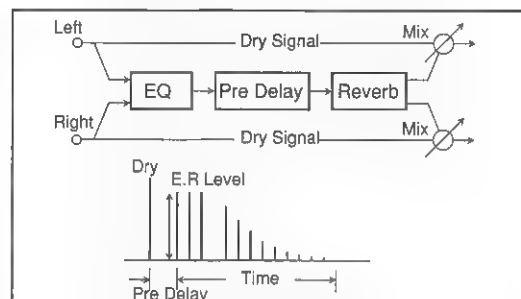 Left
Dry Signal
Mix
EQ
Pre Delay
Reverb
Right
Dry Signal
Mix
Dry
E.R Level
Time
Pre Delay